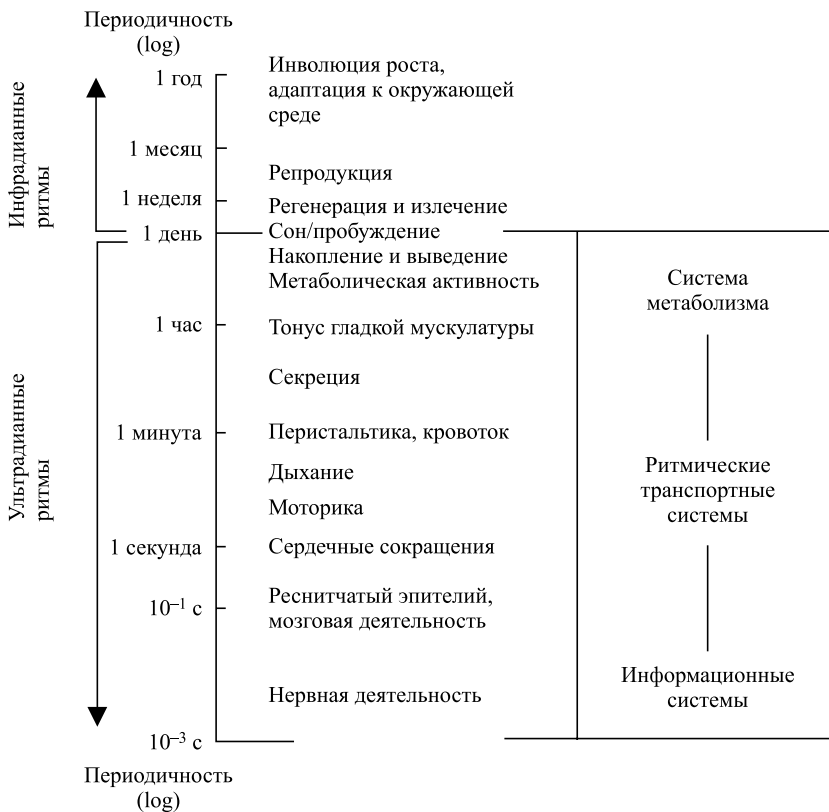 Периодичность
(log)
Инфрадианные
ритмы
1 год
Инволюция роста,
адаптация к окружающей
среде
1 месяц
Репродукция
1 неделя
Регенерация и излечение
1 день
Сон/пробуждение
Накопление и выведение
Метаболическая активность
Система
метаболизма
1 час
Тонус гладкой мускулатуры
Секреция
Ультрадианные
ритмы
1 минута
Перистальтика, кровоток
Дыхание
Моторика
Ритмические
транспортные
системы
1 секунда
Сердечные сокращения
10⁻¹ с
Реснитчатый эпителий,
мозговая деятельность
Нервная деятельность
Информационные
системы
10⁻³ с
Периодичность
(log)